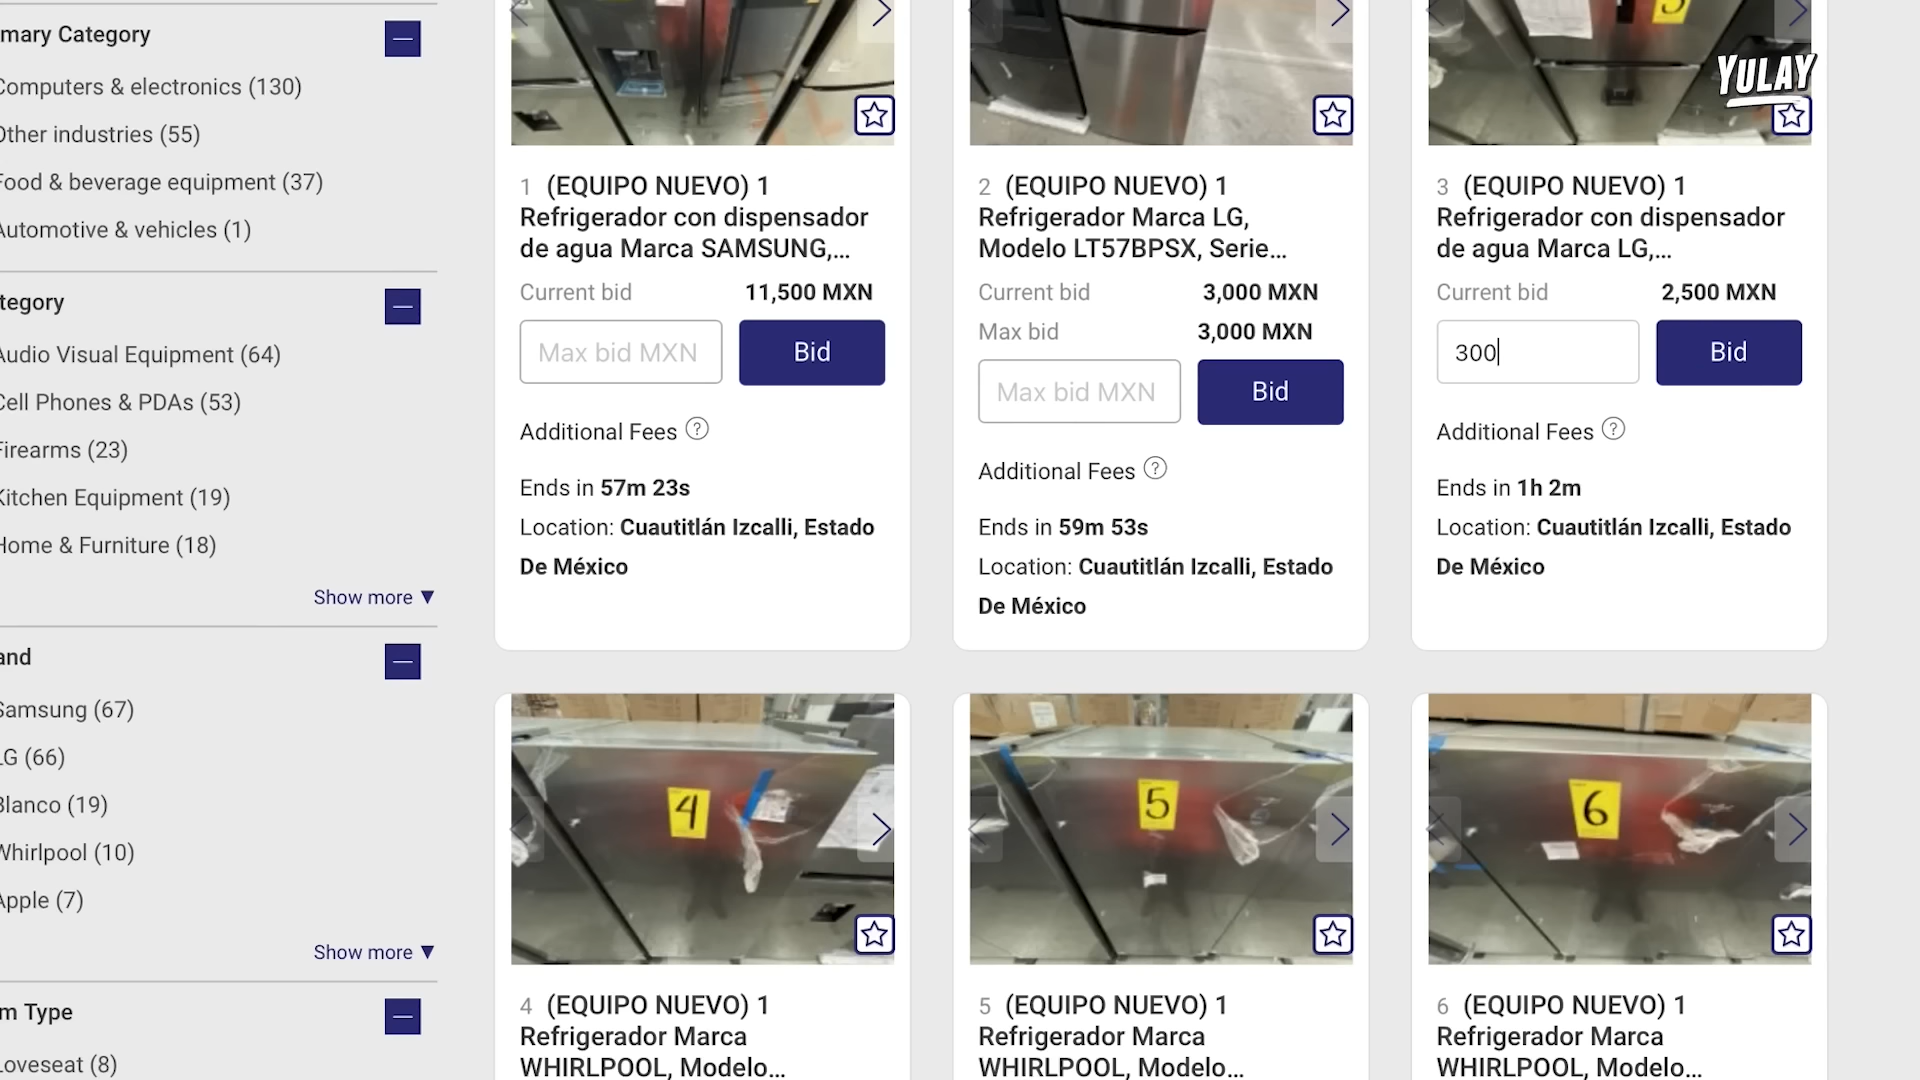 mary Category
Computers & electronics (130)
Other industries (55)
Food & beverage equipment (37)
Automotive & vehicles (1)
tegory
Audio Visual Equipment (64)
Cell Phones & PDAs (53)
Firearms (23)
Kitchen Equipment (19)
Home & Furniture (18)
Show more ▼
and
Samsung (67)
LG (66)
Blanco (19)
Whirlpool (10)
Apple (7)
Show more ▼
m Type
Loveseat (8)
1 (EQUIPO NUEVO) 1
Refrigerador con dispensador
de agua Marca SAMSUNG,...
Current bid 11,500 MXN
Max bid MXN Bid
Additional Fees ?
Ends in 57m 23s
Location: Cuautitlán Izcalli, Estado
De México
2 (EQUIPO NUEVO) 1
Refrigerador Marca LG,
Modelo LT57BPSX, Serie...
Current bid 3,000 MXN
Max bid 3,000 MXN
Max bid MXN Bid
Additional Fees ?
Ends in 59m 53s
Location: Cuautitlán Izcalli, Estado
De México
YULAY
3 (EQUIPO NUEVO) 1
Refrigerador con dispensador
de agua Marca LG,...
Current bid 2,500 MXN
300 Bid
Additional Fees ?
Ends in 1h 2m
Location: Cuautitlán Izcalli, Estado
De México
4
4 (EQUIPO NUEVO) 1
Refrigerador Marca
WHIRLPOOL, Modelo...
5
5 (EQUIPO NUEVO) 1
Refrigerador Marca
WHIRLPOOL, Modelo...
6
6 (EQUIPO NUEVO) 1
Refrigerador Marca
WHIRLPOOL, Modelo...